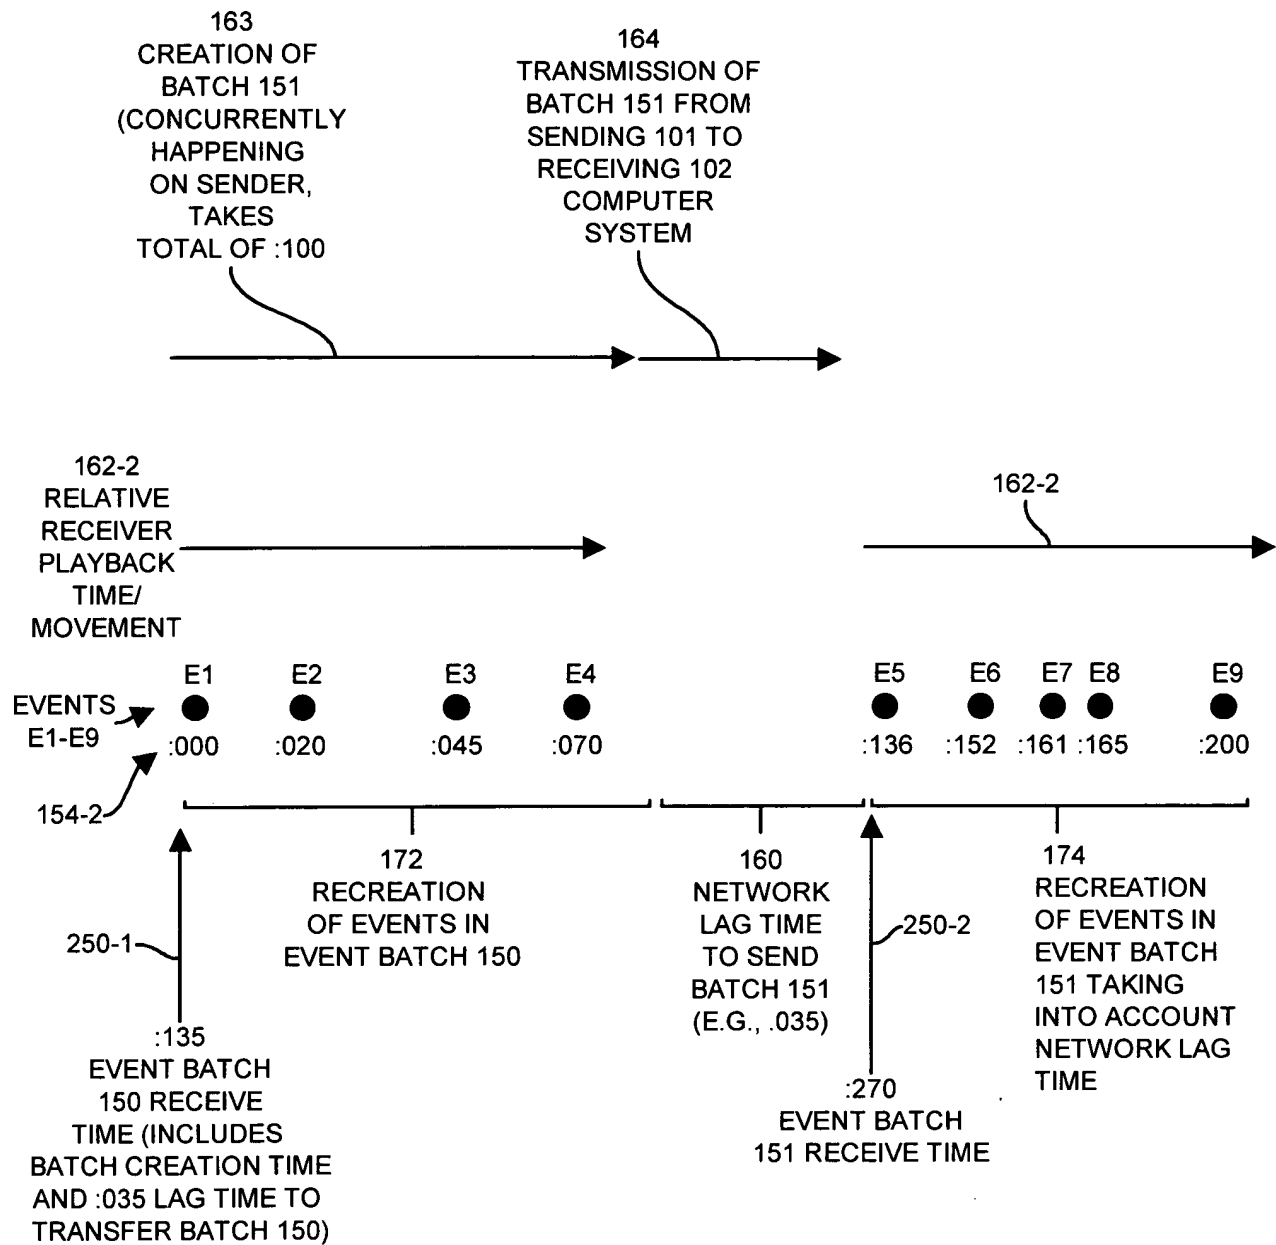 163
CREATION OF
BATCH 151
(CONCURRENTLY
HAPPENING
ON SENDER,
TAKES
TOTAL OF :100
164
TRANSMISSION OF
BATCH 151 FROM
SENDING 101 TO
RECEIVING 102
COMPUTER
SYSTEM
162-2
RELATIVE
RECEIVER
PLAYBACK
TIME/
MOVEMENT
162-2
E1 E2 E3 E4 E5 E6 E7 E8 E9
EVENTS
E1-E9
:000 :020 :045 :070 :136 :152 :161 :165 :200
154-2
172
RECREATION
OF EVENTS IN
EVENT BATCH 150
160
NETWORK
LAG TIME
TO SEND
BATCH 151
(E.G., .035)
174
RECREATION
OF EVENTS IN
EVENT BATCH
151 TAKING
INTO ACCOUNT
NETWORK LAG
TIME
250-1
250-2
:135
EVENT BATCH
150 RECEIVE
TIME (INCLUDES
BATCH CREATION TIME
AND :035 LAG TIME TO
TRANSFER BATCH 150)
:270
EVENT BATCH
151 RECEIVE TIME